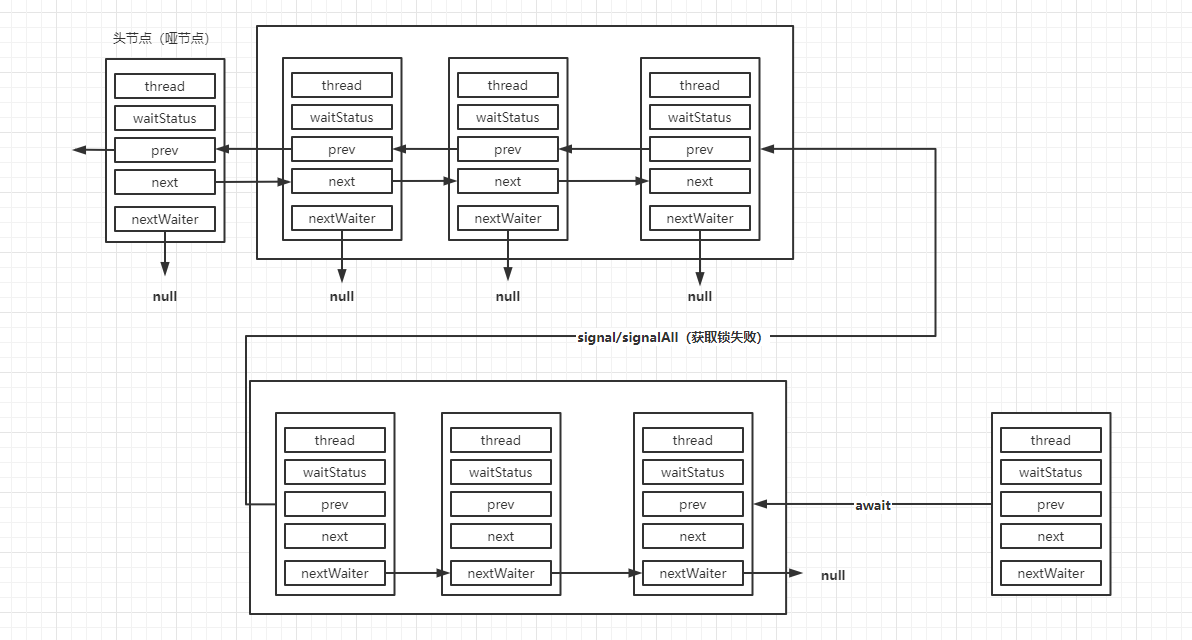 头节点（哑节点）
thread
waitStatus
prev
next
nextWaiter
null
thread
waitStatus
prev
next
nextWaiter
null
thread
waitStatus
prev
next
nextWaiter
null
thread
waitStatus
prev
next
nextWaiter
null
signal/signalAll（获取锁失败）
thread
waitStatus
prev
next
nextWaiter
thread
waitStatus
prev
next
nextWaiter
thread
waitStatus
prev
next
nextWaiter
null
await
thread
waitStatus
prev
next
nextWaiter